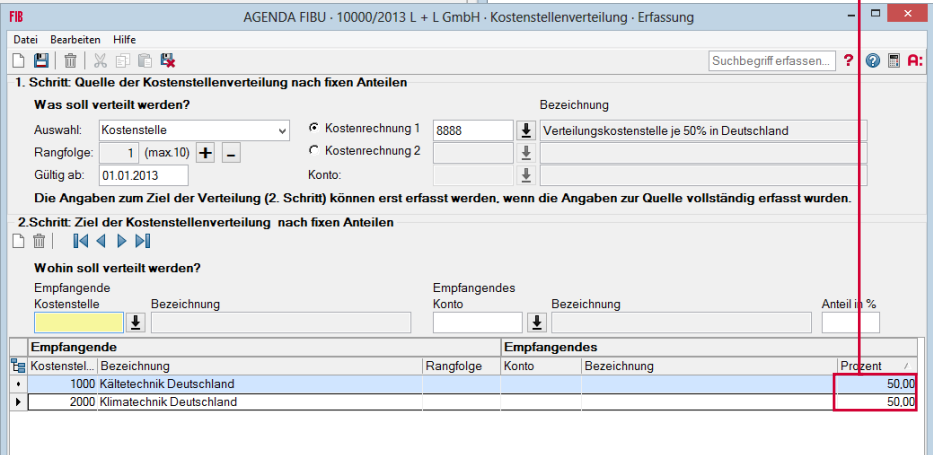 FIB AGENDA FIBU · 10000/2013 L + L GmbH · Kostenstellenverteilung · Erfassung
Datei Bearbeiten Hilfe
Suchbegriff erfassen... ? ? A:
1. Schritt: Quelle der Kostenstellenverteilung nach fixen Anteilen
Was soll verteilt werden? Bezeichnung
Auswahl: Kostenstelle Kostenrechnung 1 8888 Verteilungskostenstelle je 50% in Deutschland
Rangfolge: 1 (max.10) + - Kostenrechnung 2
Gültig ab: 01.01.2013 Konto:
Die Angaben zum Ziel der Verteilung (2. Schritt) können erst erfasst werden, wenn die Angaben zur Quelle vollständig erfasst wurden.
2.Schritt: Ziel der Kostenstellenverteilung nach fixen Anteilen
Wohin soll verteilt werden?
Empfangende Empfangendes
Kostenstelle Bezeichnung Konto Bezeichnung Anteil in %
Empfangende Empfangendes
Kostenstel... Bezeichnung Rangfolge Konto Bezeichnung Prozent
1000 Kältetechnik Deutschland 50,00
2000 Klimatechnik Deutschland 50,00